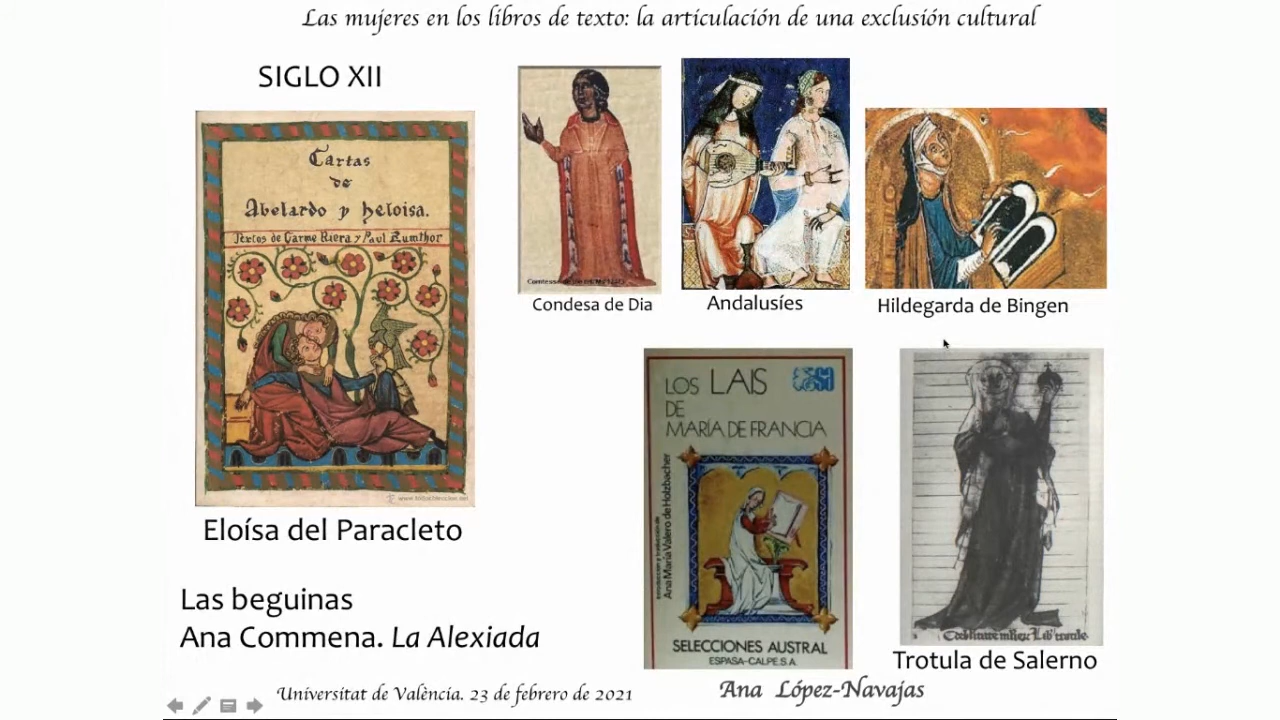 Las mujeres en los libros de texto: la articulación de una exclusión cultural
SIGLO XII
Cartas
de
Abelardo y heloisa.
Textos de Carme Riera y Paul Zumthor
www.todocoleccion.net
Eloísa del Paracleto
Condesa de Dia
Andalusíes
Hildegarda de Bingen
LOS LAIS
DE
MARÍA DE FRANCIA
Ana María Valero de Holzbacher
SELECCIONES AUSTRAL
ESPASA-CALPE, S.A.
Trotula de Salerno
Las beguinas
Ana Commena. La Alexiada
Universitat de València. 23 de febrero de 2021
Ana López-Navajas